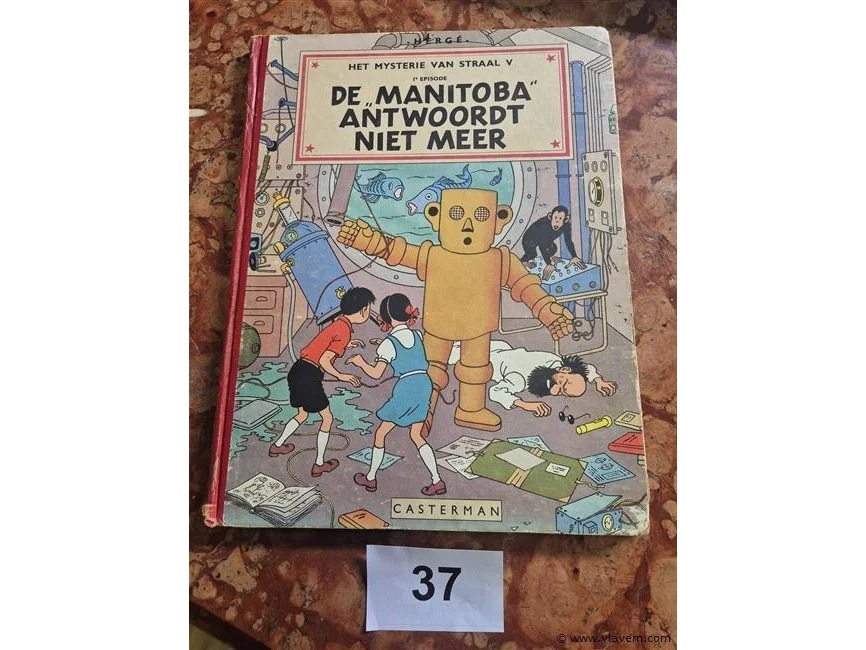 HERGÉ.
HET MYSTERIE VAN STRAAL V
1e EPISODE
DE „MANITOBA"
ANTWOORDT
NIET MEER
CASTERMAN
37
© www.vlavem.com